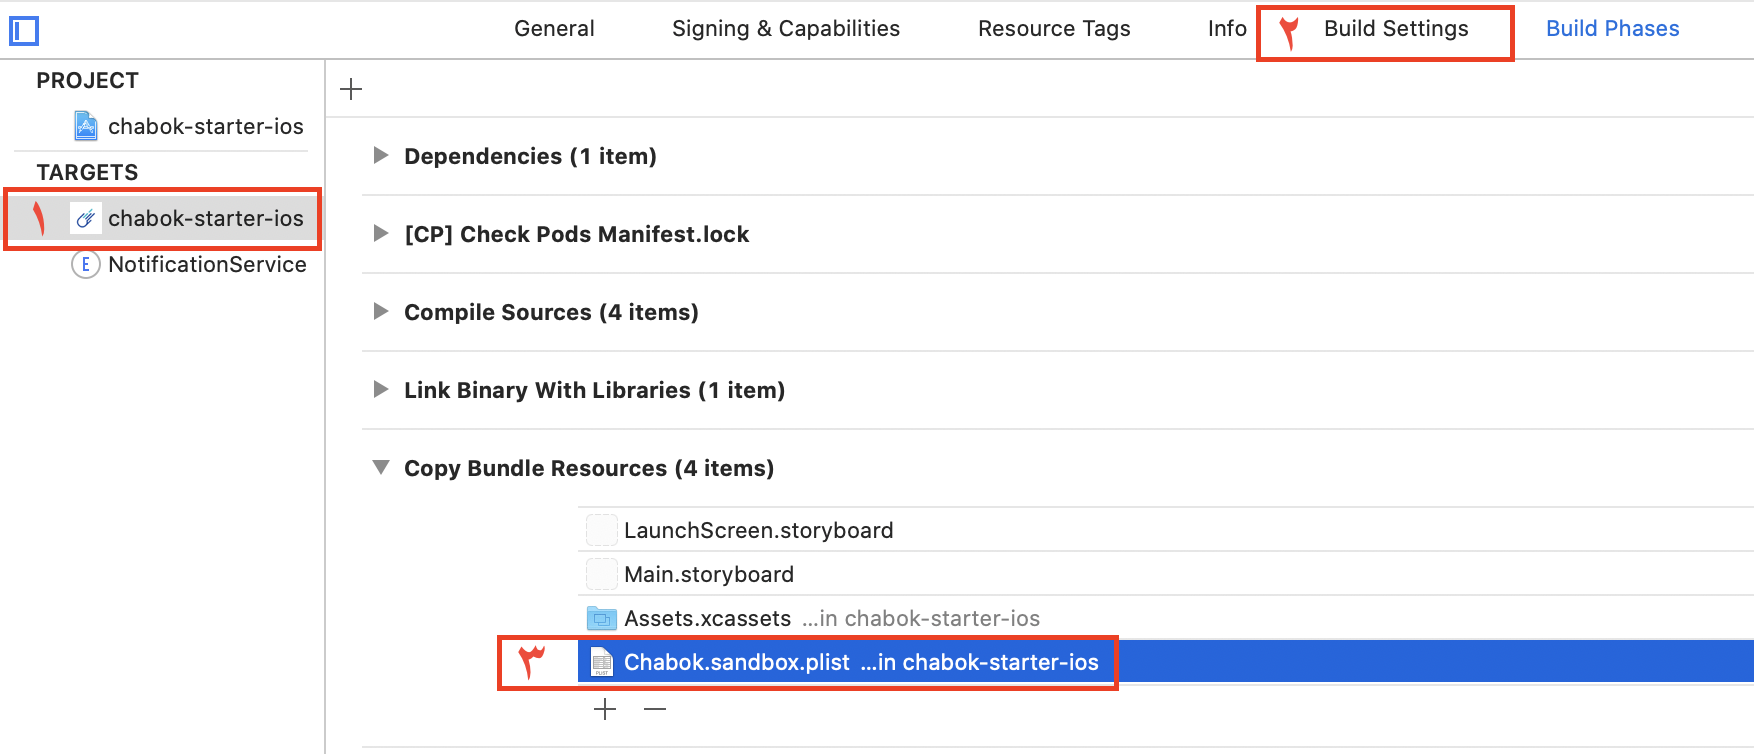 General Signing & Capabilities Resource Tags Info ۲ Build Settings Build Phases
PROJECT
chabok-starter-ios
TARGETS
۱ chabok-starter-ios
E NotificationService
Dependencies (1 item)
[CP] Check Pods Manifest.lock
Compile Sources (4 items)
Link Binary With Libraries (1 item)
Copy Bundle Resources (4 items)
LaunchScreen.storyboard
Main.storyboard
Assets.xcassets ...in chabok-starter-ios
۳ PLIST Chabok.sandbox.plist ...in chabok-starter-ios